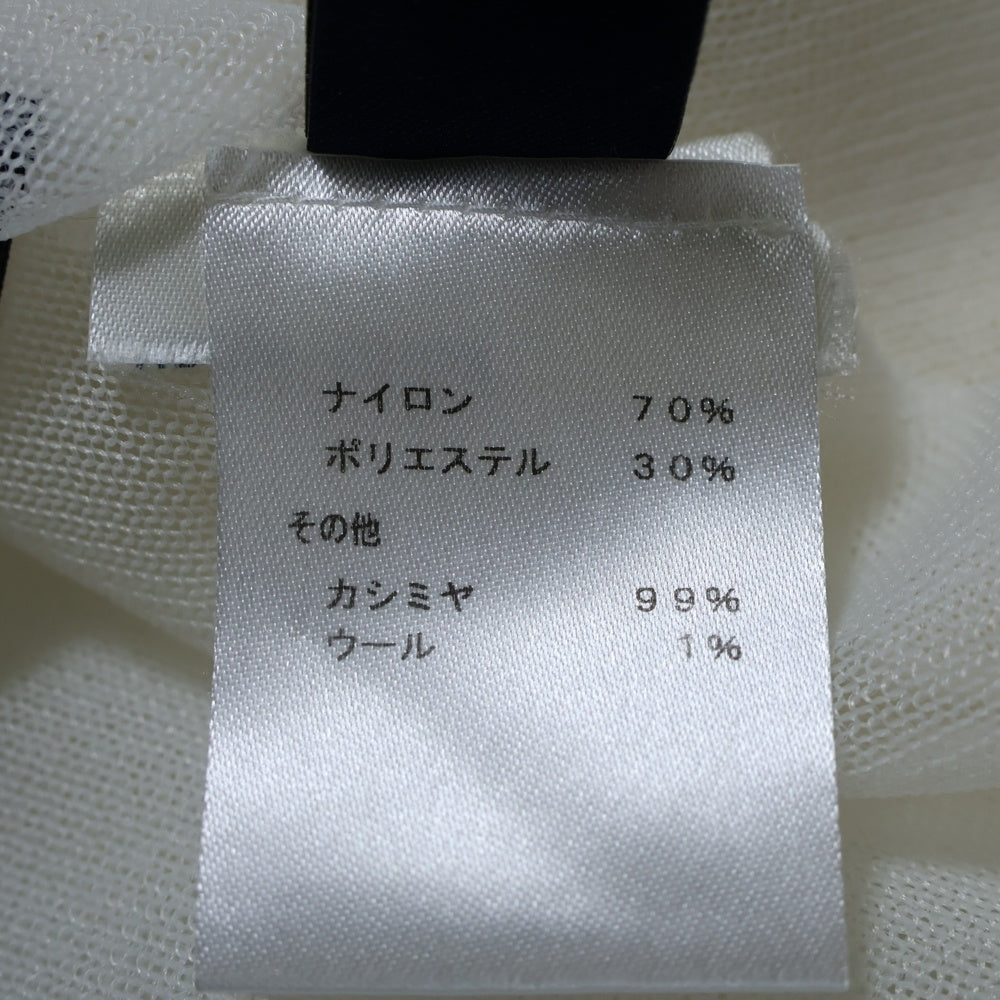 ナイロン 70%
ポリエステル 30%
その他
カシミヤ 99%
ウール 1%